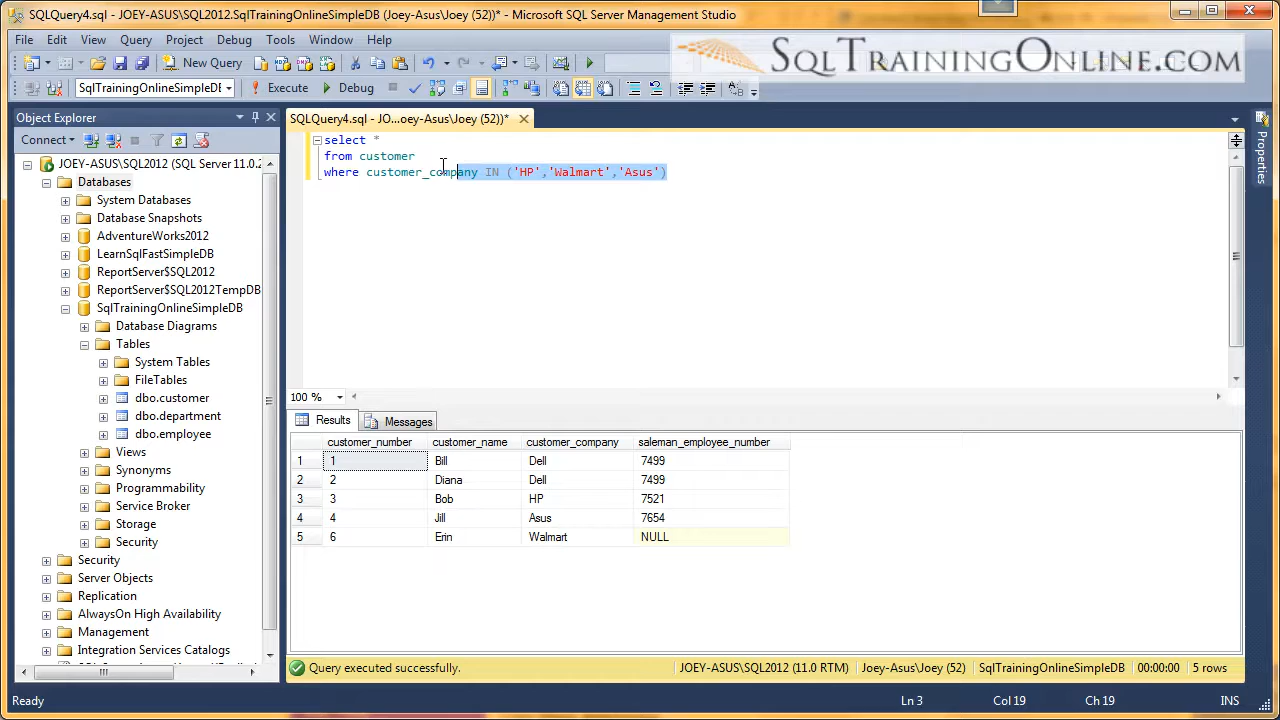 SQLQuery4.sql - JOEY-ASUS\SQL2012.SqlTrainingOnlineSimpleDB (Joey-Asus\Joey (52))* - Microsoft SQL Server Management Studio
File Edit View Query Project Debug Tools Window Help
SQLTRAININGONLINE.COM
New Query
SqlTrainingOnlineSimpleDE
Execute
Debug
Object Explorer
SQLQuery4.sql - JO...oey-Asus\Joey (52))*
Connect
JOEY-ASUS\SQL2012 (SQL Server 11.0.2
Databases
System Databases
Database Snapshots
AdventureWorks2012
LearnSqlFastSimpleDB
ReportServer$SQL2012
ReportServer$SQL2012TempDB
SqlTrainingOnlineSimpleDB
Database Diagrams
Tables
System Tables
FileTables
dbo.customer
dbo.department
dbo.employee
Views
Synonyms
Programmability
Service Broker
Storage
Security
Security
Server Objects
Replication
AlwaysOn High Availability
Management
Integration Services Catalogs
select *
from customer
where customer_company IN ('HP','Walmart','Asus')
Properties
100 %
Results Messages
customer_number customer_name customer_company saleman_employee_number
1 1 Bill Dell 7499
2 2 Diana Dell 7499
3 3 Bob HP 7521
4 4 Jill Asus 7654
5 6 Erin Walmart NULL
Query executed successfully. JOEY-ASUS\SQL2012 (11.0 RTM) Joey-Asus\Joey (52) SqlTrainingOnlineSimpleDB 00:00:00 5 rows
Ready Ln 3 Col 19 Ch 19 INS